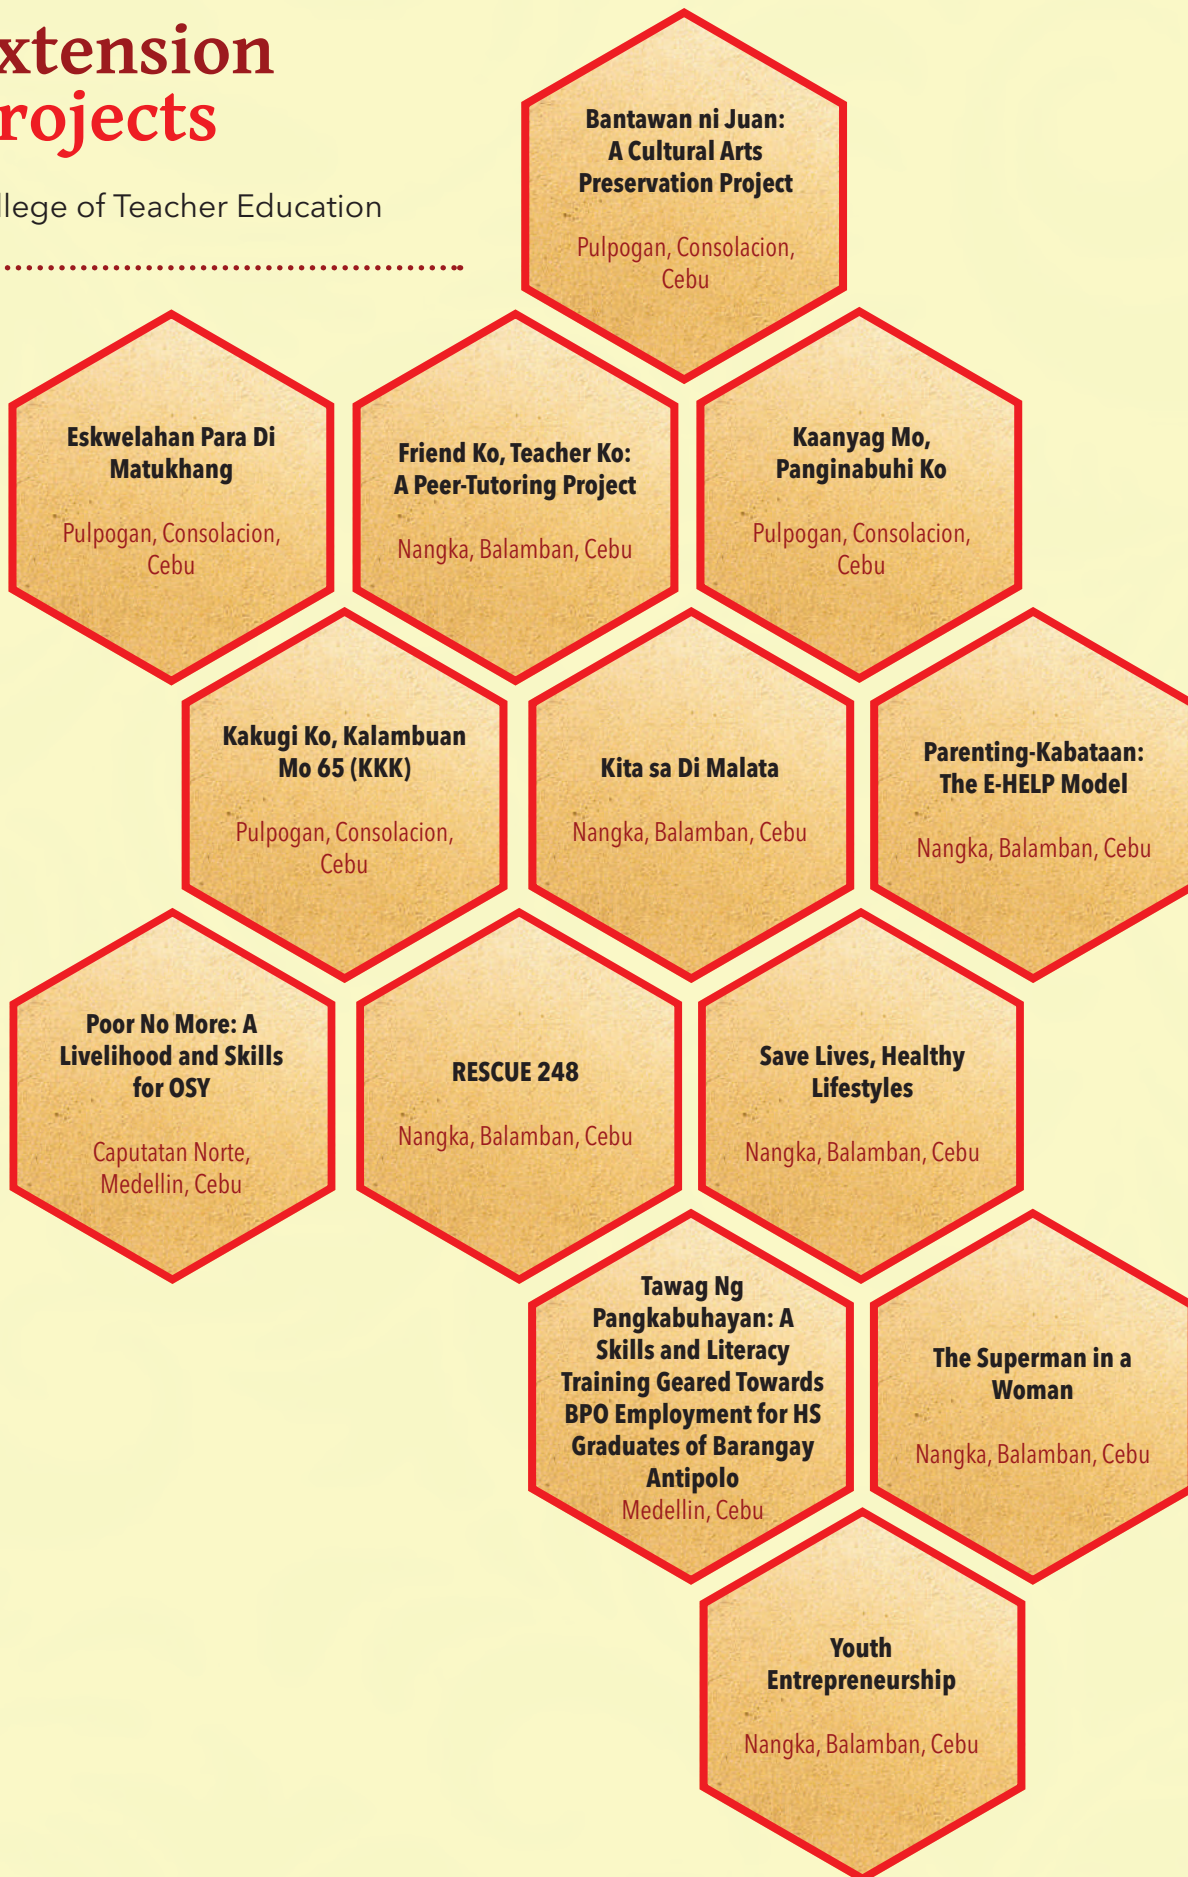 xtension
rojects
llege of Teacher Education
Bantawan ni Juan:
A Cultural Arts
Preservation Project
Pulpogan, Consolacion,
Cebu
Eskwelahan Para Di
Matukhang
Pulpogan, Consolacion,
Cebu
Friend Ko, Teacher Ko:
A Peer-Tutoring Project
Nangka, Balamban, Cebu
Kaanyag Mo,
Panginabuhi Ko
Pulpogan, Consolacion,
Cebu
Kakugi Ko, Kalambuan
Mo 65 (KKK)
Pulpogan, Consolacion,
Cebu
Kita sa Di Malata
Nangka, Balamban, Cebu
Parenting-Kabataan:
The E-HELP Model
Nangka, Balamban, Cebu
Poor No More: A
Livelihood and Skills
for OSY
Caputatan Norte,
Medellin, Cebu
RESCUE 248
Nangka, Balamban, Cebu
Save Lives, Healthy
Lifestyles
Nangka, Balamban, Cebu
Tawag Ng
Pangkabuhayan: A
Skills and Literacy
Training Geared Towards
BPO Employment for HS
Graduates of Barangay
Antipolo
Medellin, Cebu
The Superman in a
Woman
Nangka, Balamban, Cebu
Youth
Entrepreneurship
Nangka, Balamban, Cebu